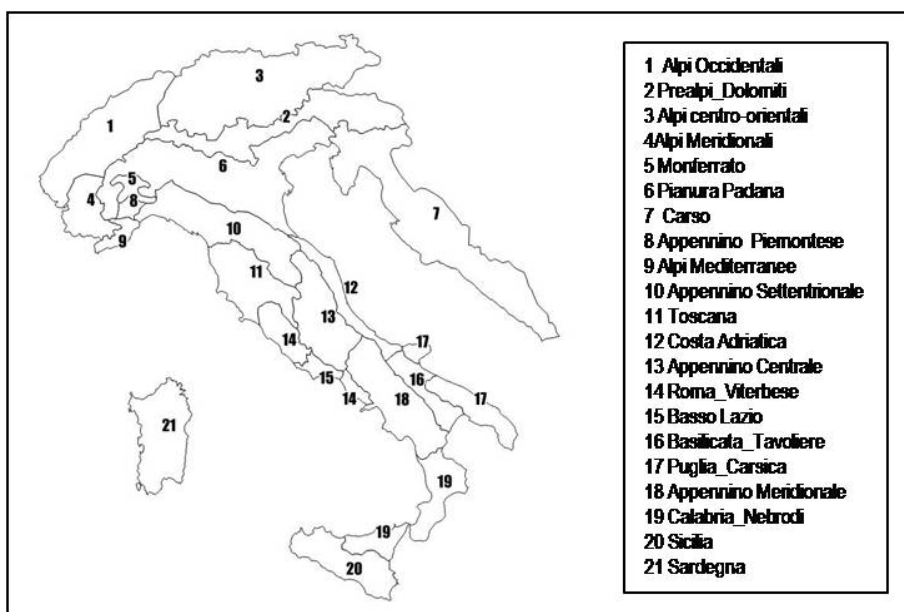 3
1
2
6
5
4
8
9
7
10
11
12
13
14
17
15
16
14
18
17
21
19
19
20
1 Alpi Occidentali
2 Prealpi_Dolomiti
3 Alpi centro-orientali
4Alpi Meridionali
5 Monferrato
6 Pianura Padana
7 Carso
8 Appennino Piemontese
9 Alpi Mediterranee
10 Appennino Settentrionale
11 Toscana
12 Costa Adriatica
13 Appennino Centrale
14 Roma_Viterbese
15 Basso Lazio
16 Basilicata_Tavoliere
17 Puglia_Carsica
18 Appennino Meridionale
19 Calabria_Nebrodi
20 Sicilia
21 Sardegna